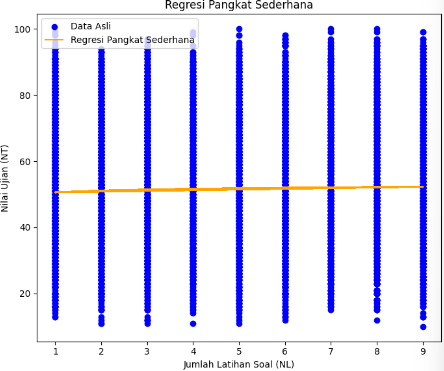 Regresi Pangkat Sederhana
Data Asli
Regresi Pangkat Sederhana
100
80
60
40
20
Nilai Ujian (NT)
1 2 3 4 5 6 7 8 9
Jumlah Latihan Soal (NL)